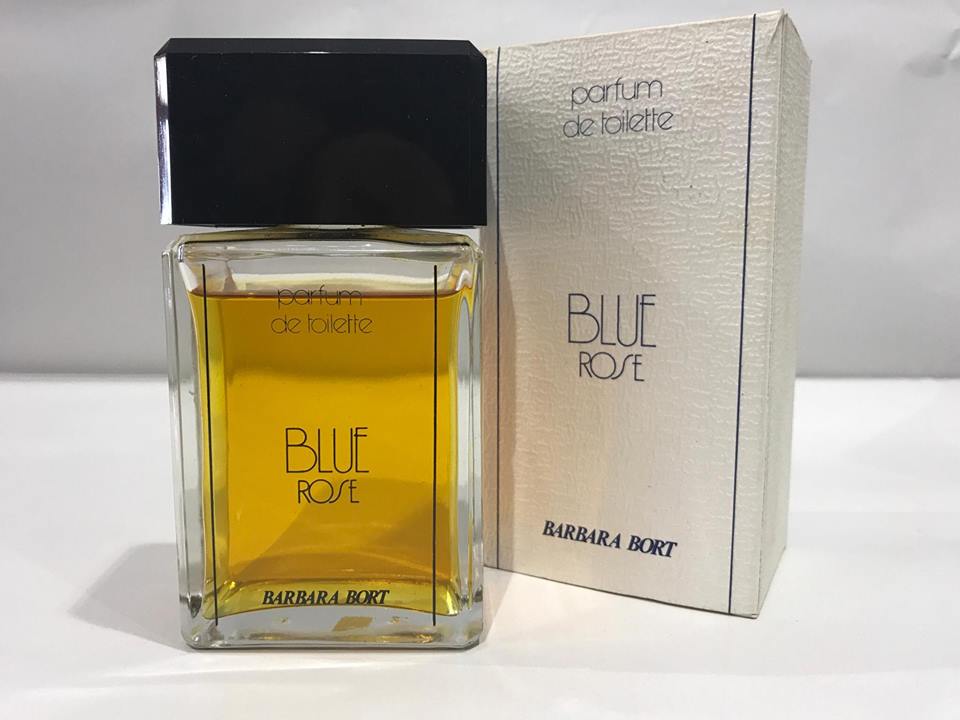 parfum
de toilette
BLUE
ROSE
BARBARA BORT
parfum
de toilette
BLUE
ROSE
BARBARA BORT